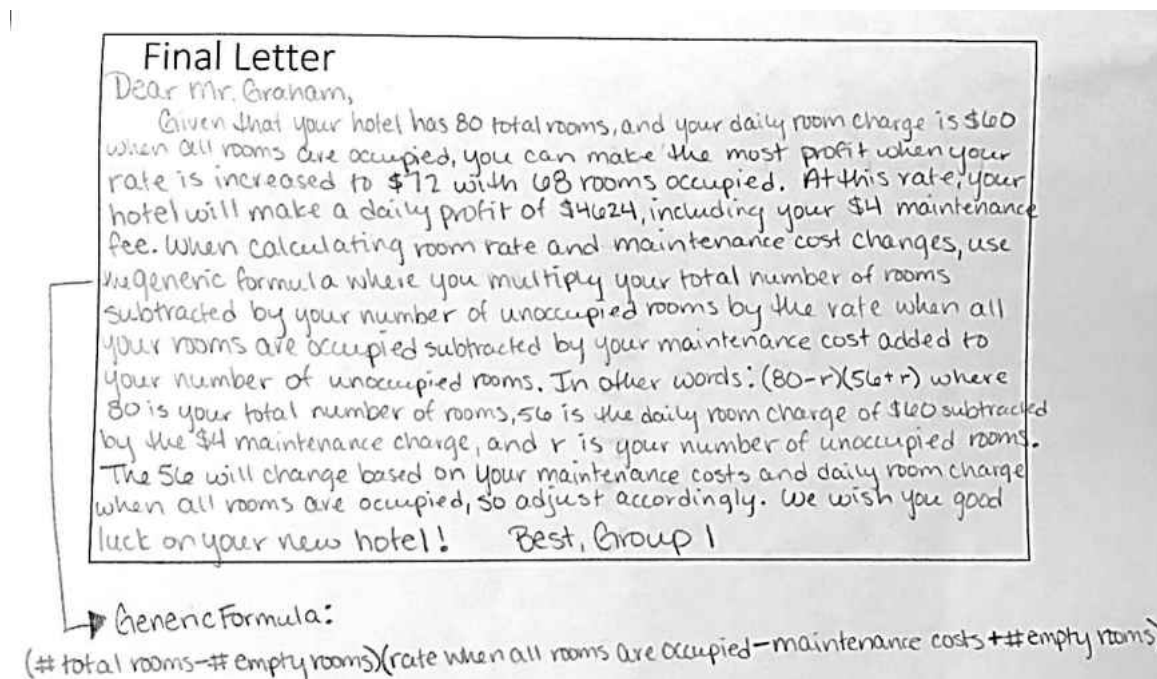 Final Letter
Dear Mr. Graham,
Given that your hotel has 80 total rooms, and your daily room charge is $60
when all rooms are occupied, you can make the most profit when your
rate is increased to $72 with 68 rooms occupied. At this rate, your
hotel will make a daily profit of $4624, including your $4 maintenance
fee. When calculating room rate and maintenance cost changes, use
the generic formula where you multiply your total number of rooms
subtracted by your number of unoccupied rooms by the rate when all
your rooms are occupied subtracted by your maintenance cost added to
your number of unoccupied rooms. In other words: (80-r)(56+r) where
80 is your total number of rooms, 56 is the daily room charge of $60 subtracted
by the $4 maintenance charge, and r is your number of unoccupied rooms.
The 56 will change based on your maintenance costs and daily room charge
when all rooms are occupied, so adjust accordingly. We wish you good
luck on your new hotel! Best, Group 1
Generic Formula:
(# total rooms-# empty rooms)(rate when all rooms are occupied-maintenance costs + # empty rooms)